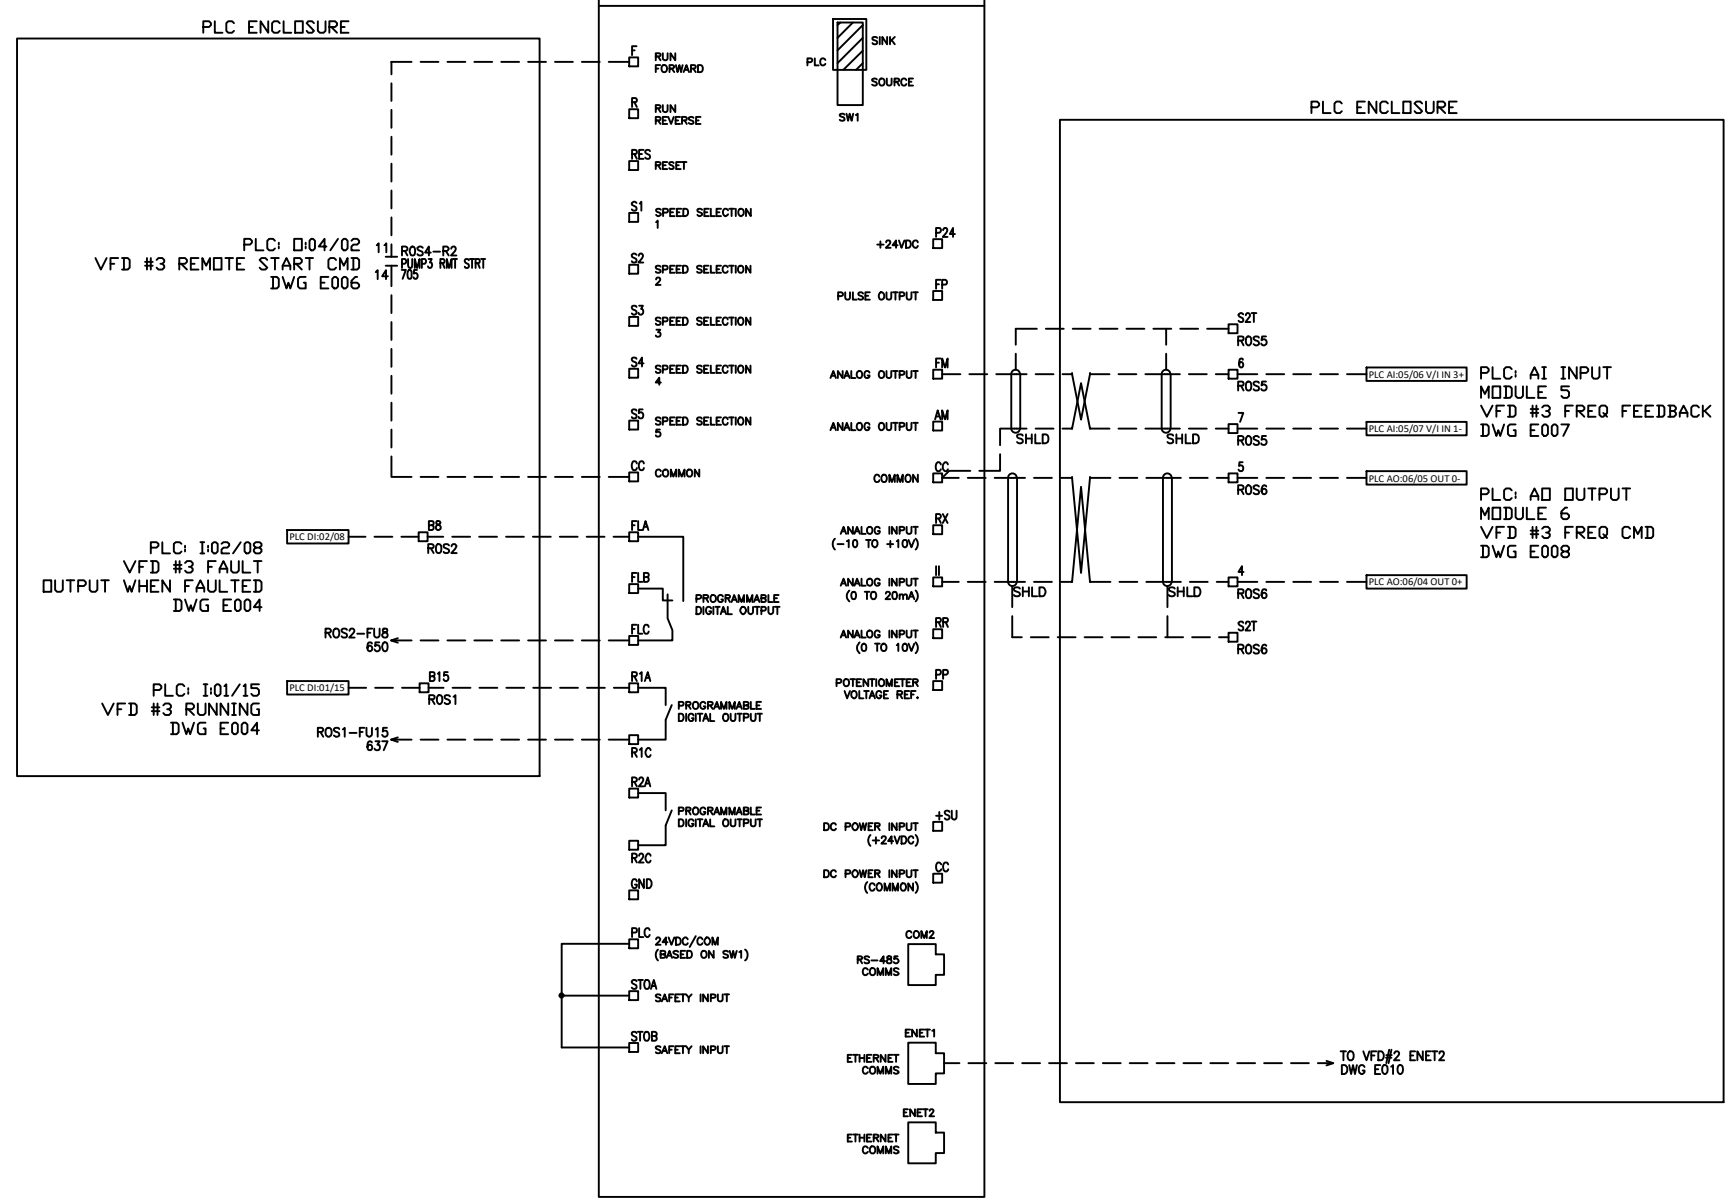 PLC ENCLOSURE
F
RUN
FORWARD
R
RUN
REVERSE
RES
RESET
S1
SPEED SELECTION
1
S2
SPEED SELECTION
2
S3
SPEED SELECTION
3
S4
SPEED SELECTION
4
S5
SPEED SELECTION
5
CC
COMMON
PLC: O:04/02
VFD #3 REMOTE START CMD
DWG E006
11
14
ROS4-R2
PUMP3 RMT STRT
705
PLC: I:02/08
VFD #3 FAULT
OUTPUT WHEN FAULTED
DWG E004
PLC DI:02/08
B8
ROS2
FLA
FLB
FLC
PROGRAMMABLE
DIGITAL OUTPUT
ROS2-FU8
650
PLC: I:01/15
VFD #3 RUNNING
DWG E004
PLC DI:01/15
B15
ROS1
ROS1-FU15
637
R1A
PROGRAMMABLE
DIGITAL OUTPUT
R1C
R2A
PROGRAMMABLE
DIGITAL OUTPUT
R2C
GND
PLC
24VDC/COM
(BASED ON SW1)
STOA
SAFETY INPUT
STOB
SAFETY INPUT
PLC
SINK
SOURCE
SW1
P24
+24VDC
FP
PULSE OUTPUT
FM
ANALOG OUTPUT
AM
ANALOG OUTPUT
CC
COMMON
RX
ANALOG INPUT
(-10 TO +10V)
II
ANALOG INPUT
(0 TO 20mA)
RR
ANALOG INPUT
(0 TO 10V)
PP
POTENTIOMETER
VOLTAGE REF.
+SU
DC POWER INPUT
(+24VDC)
CC
DC POWER INPUT
(COMMON)
COM2
RS-485
COMMS
ENET1
ETHERNET
COMMS
ENET2
ETHERNET
COMMS
PLC ENCLOSURE
S2T
ROS5
6
ROS5
7
ROS5
SHLD
SHLD
PLC AI:05/06 V/I IN 3+
PLC AI:05/07 V/I IN 1-
PLC: AI INPUT
MODULE 5
VFD #3 FREQ FEEDBACK
DWG E007
5
ROS6
4
ROS6
SHLD
SHLD
S2T
ROS6
PLC AO:06/05 OUT 0-
PLC AO:06/04 OUT 0+
PLC: AO OUTPUT
MODULE 6
VFD #3 FREQ CMD
DWG E008
TO VFD#2 ENET2
DWG E010